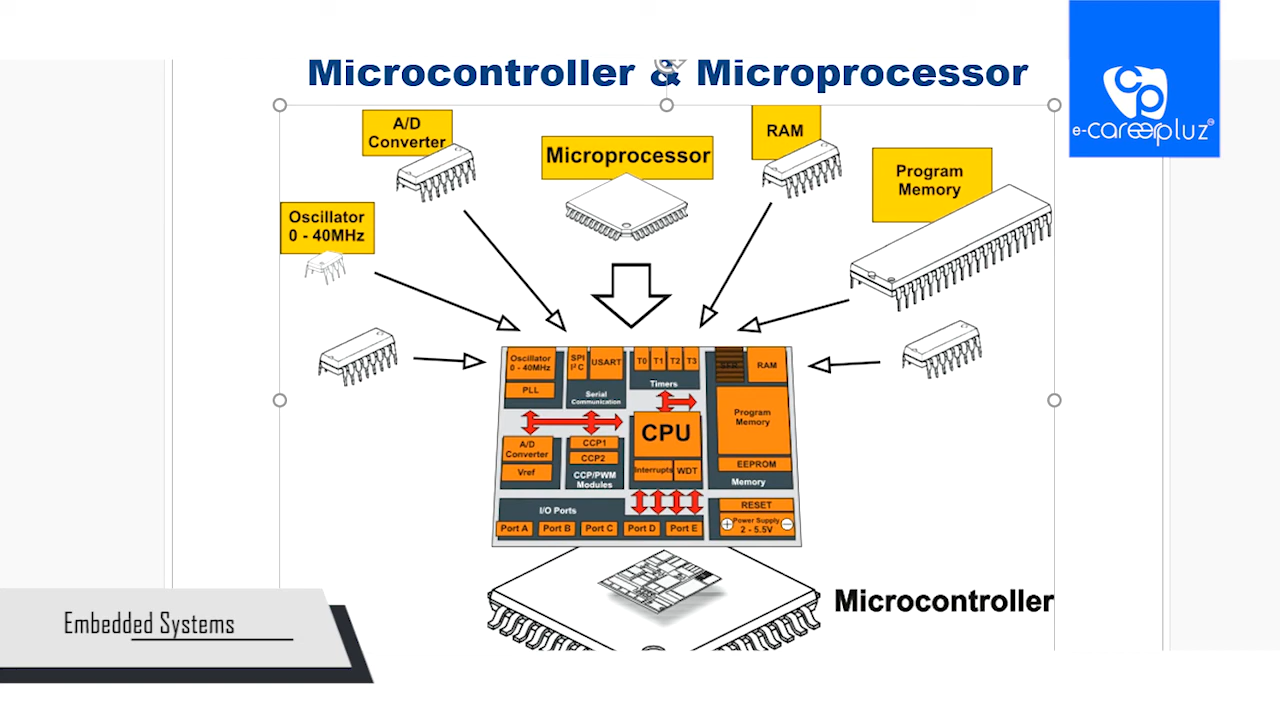 Microcontroller & Microprocessor
e-careerpluz
A/D
Converter
Microprocessor
RAM
Program
Memory
Oscillator
0 - 40MHz
Oscillator
0 - 40MHz
PLL
SPI
I²C
USART
Serial
Communication
T0 T1 T2 T3
Timers
SFR
RAM
Program
Memory
EEPROM
Memory
CPU
Interrupts
WDT
A/D
Converter
Vref
CCP1
CCP2
CCP/PWM
Modules
I/O Ports
Port A
Port B
Port C
Port D
Port E
RESET
Power Supply
2 - 5.5V
Microcontroller
Embedded Systems